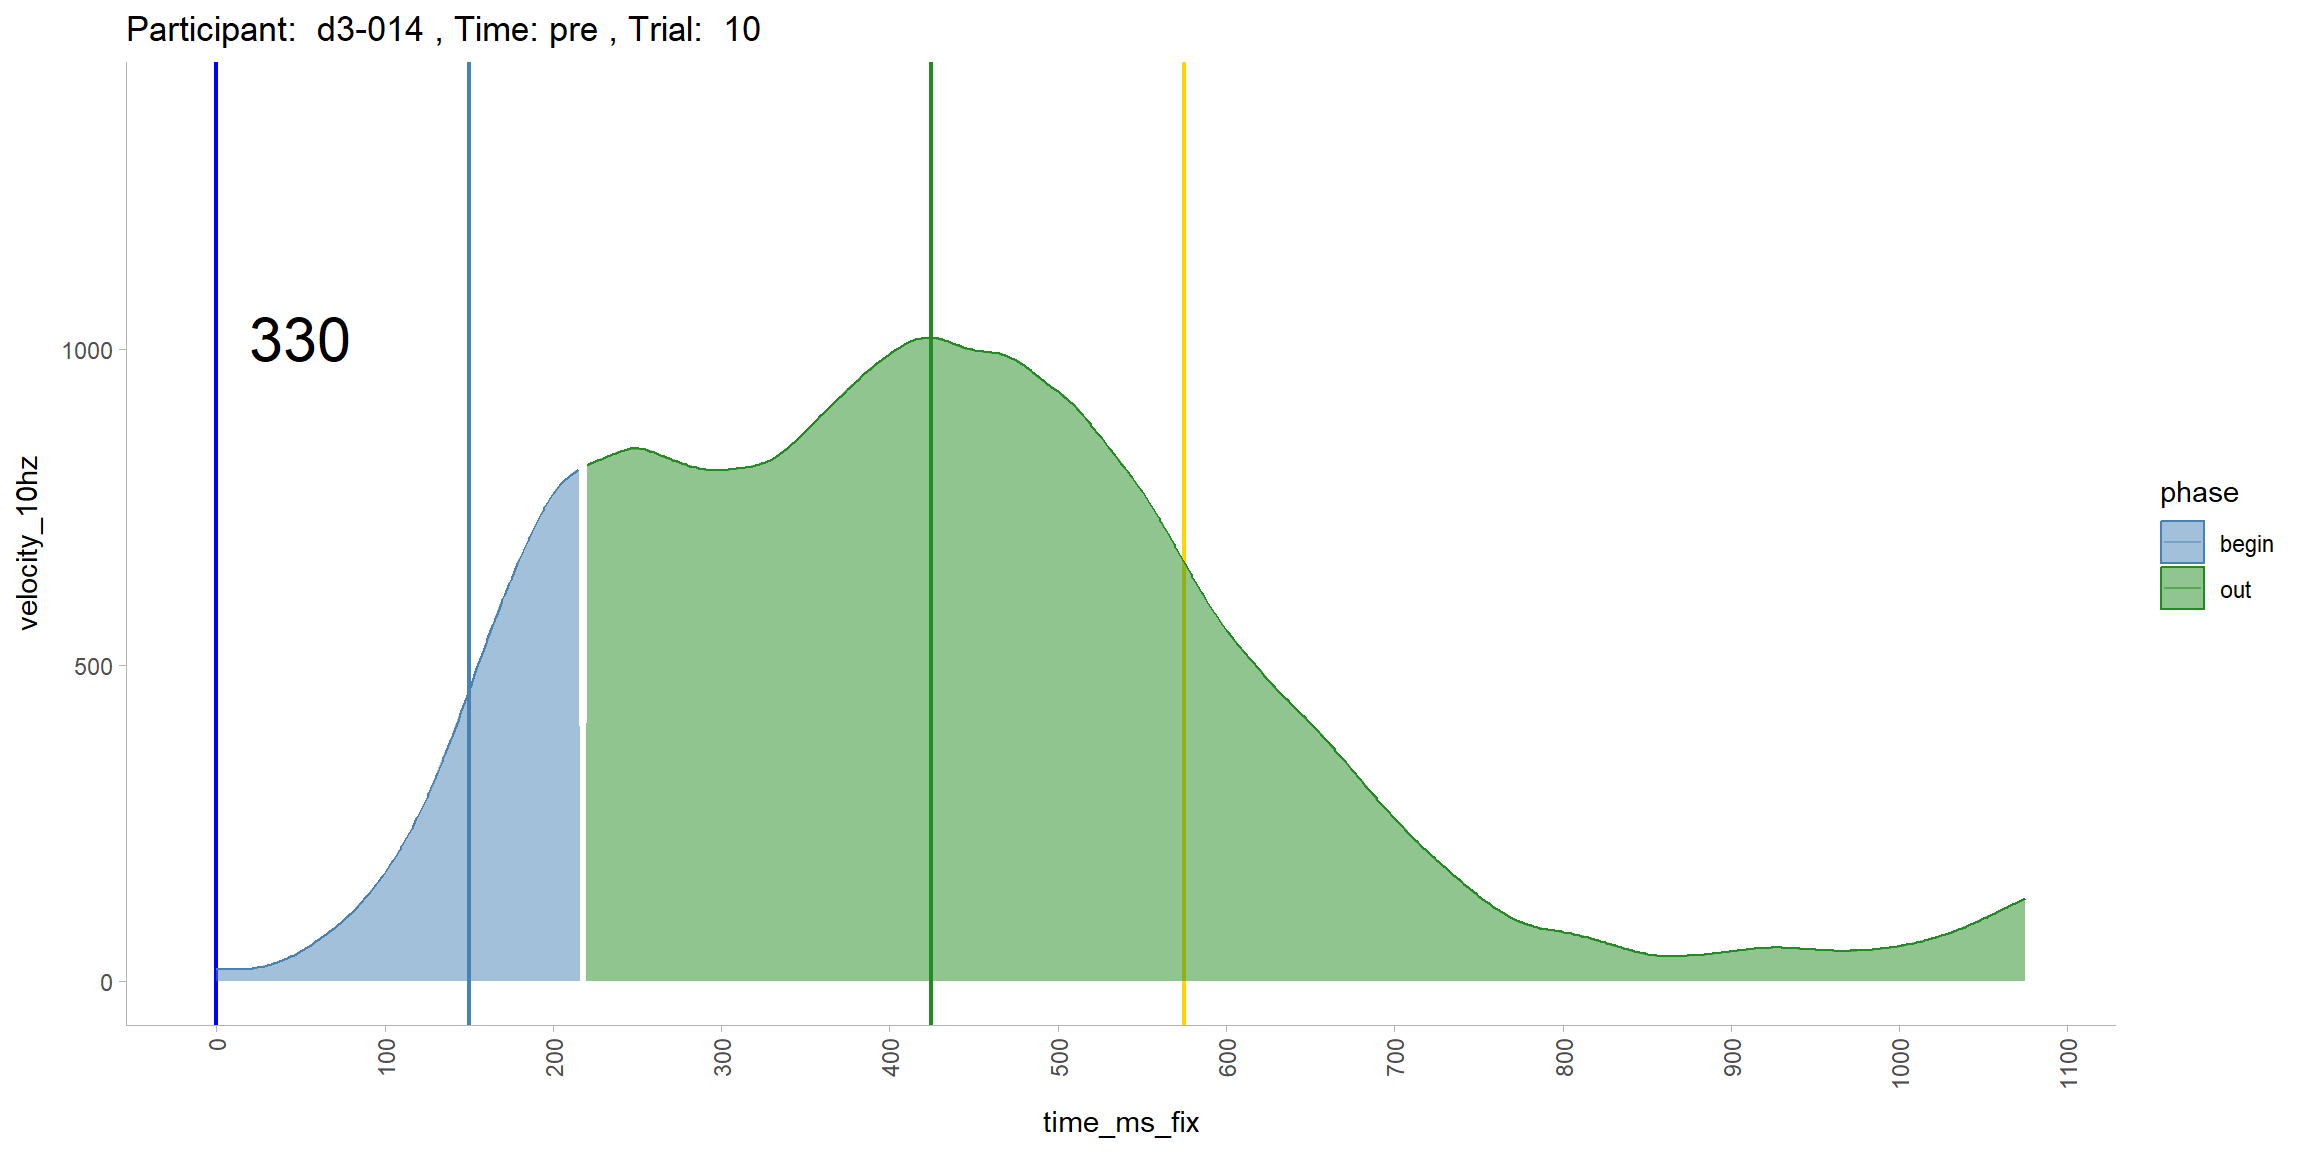 Participant:  d3-014 , Time: pre , Trial:  10
330
1000
500
0
velocity_10hz
0 100 200 300 400 500 600 700 800 900 1000 1100
time_ms_fix
phase
begin
out